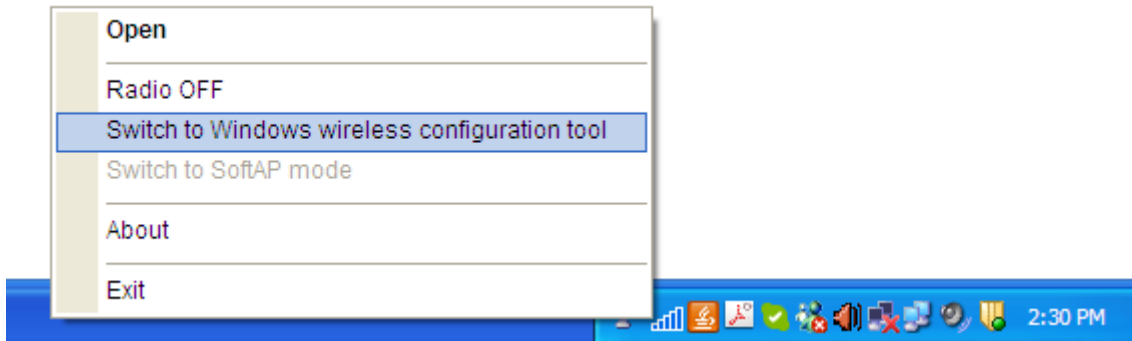 Open
Radio OFF
Switch to Windows wireless configuration tool
Switch to SoftAP mode
About
Exit
2:30 PM